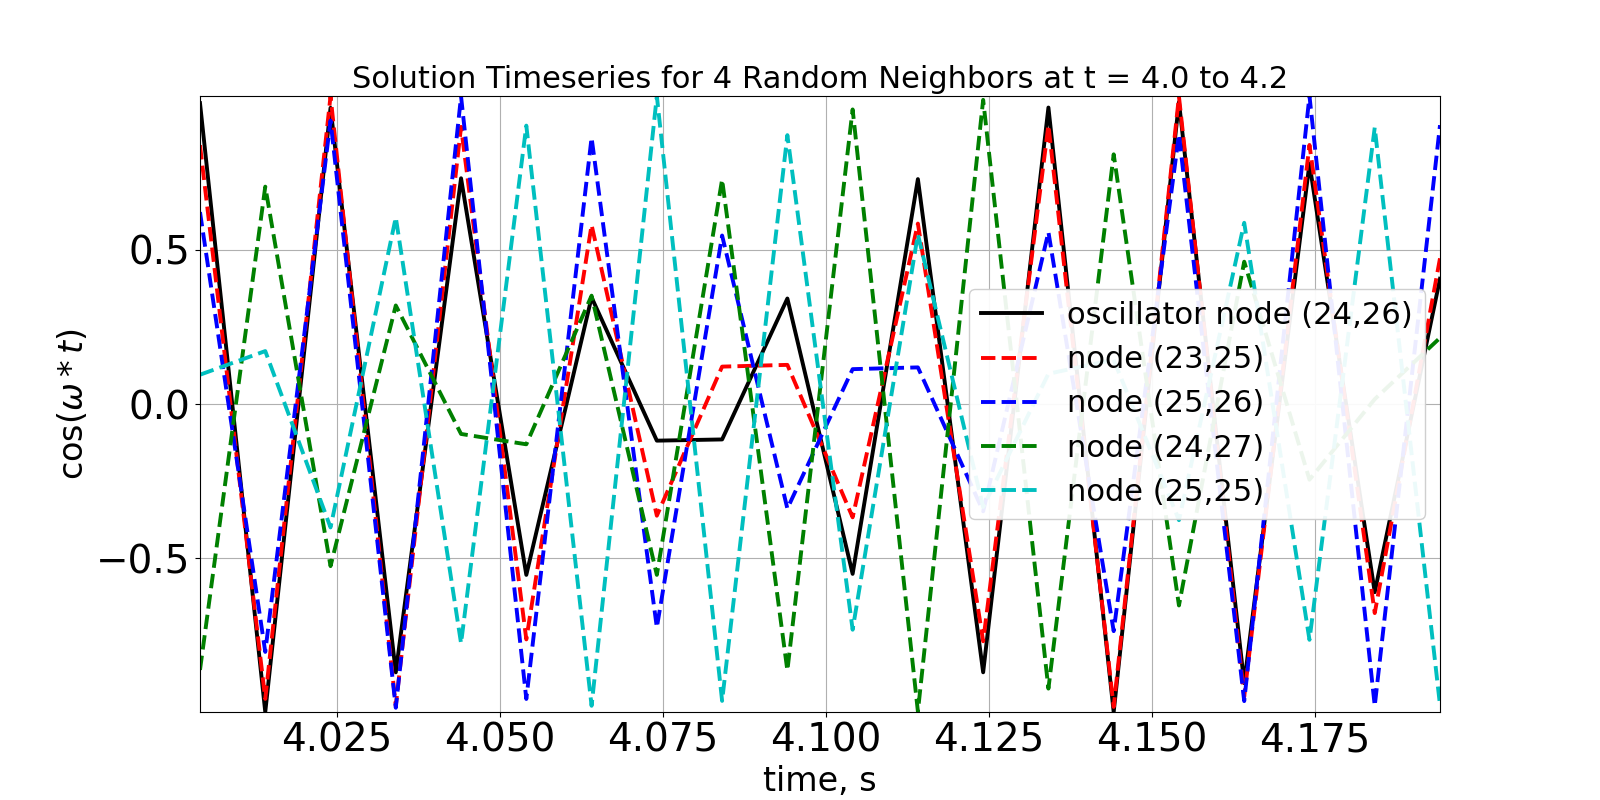 Solution Timeseries for 4 Random Neighbors at t = 4.0 to 4.2
cos(ω * t)
0.5
0.0
−0.5
oscillator node (24,26)
node (23,25)
node (25,26)
node (24,27)
node (25,25)
4.025 4.050 4.075 4.100 4.125 4.150 4.175
time, s